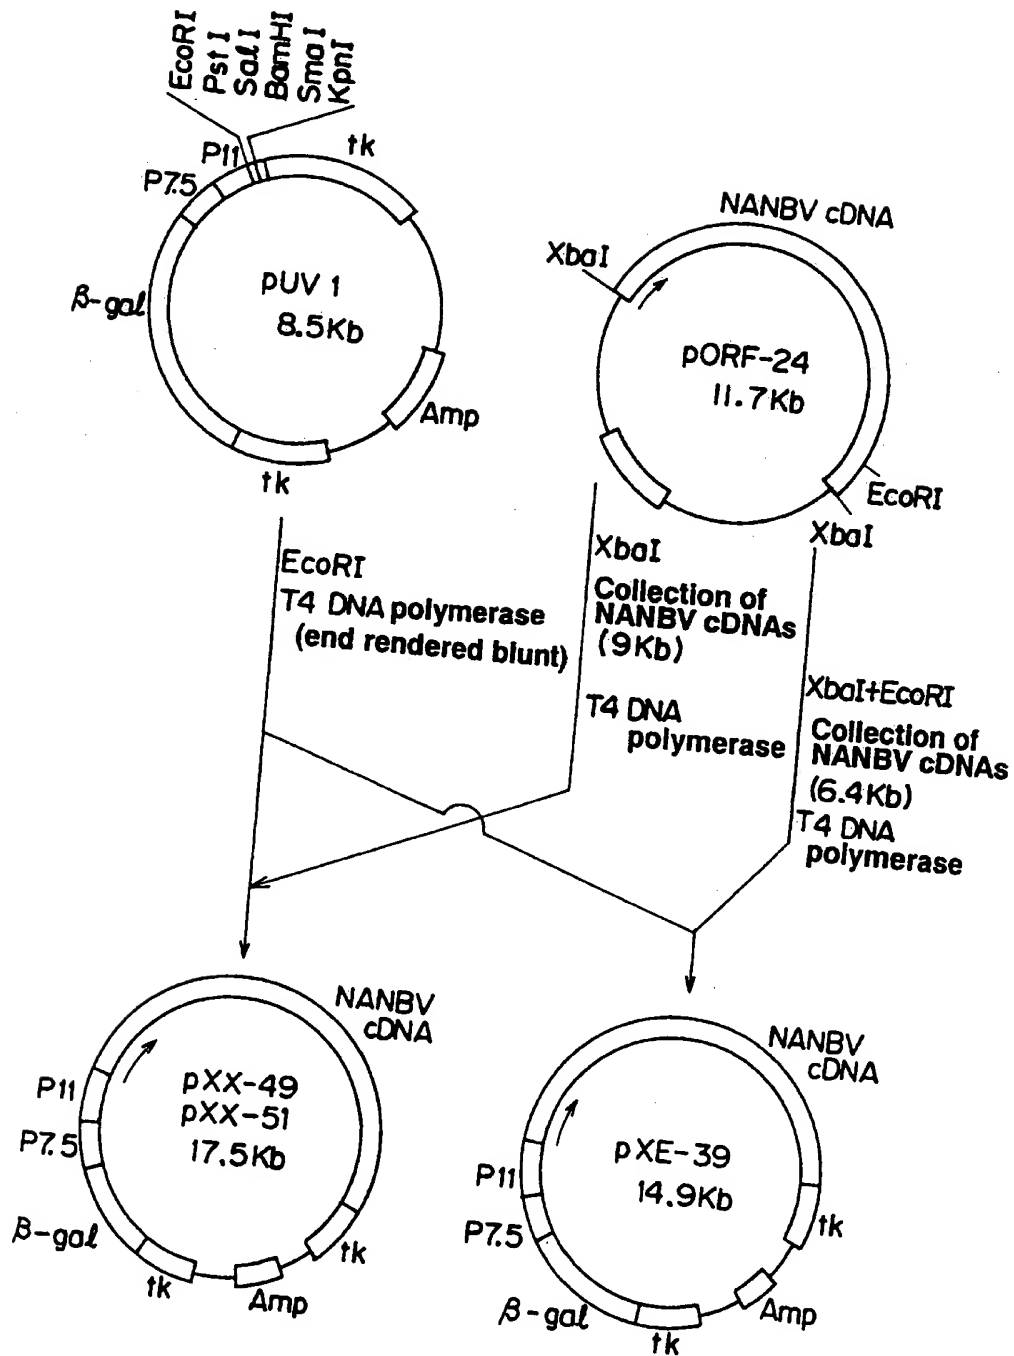 EcoRI
Pst I
Sal I
BamHI
Sma I
KpnI
P11
tk
P7.5
β-gal
pUV 1
8.5Kb
Amp
tk
NANBV cDNA
XbaI
pORF-24
11.7Kb
EcoRI
XbaI
EcoRI
T4 DNA polymerase
(end rendered blunt)
XbaI
Collection of
NANBV cDNAs
(9Kb)
T4 DNA
polymerase
XbaI+EcoRI
Collection of
NANBV cDNAs
(6.4Kb)
T4 DNA
polymerase
NANBV
cDNA
P11
pXX-49
pXX-51
17.5Kb
P7.5
β-gal
tk
Amp
tk
NANBV
cDNA
pXE-39
14.9Kb
P11
P7.5
β-gal
tk
Amp
tk